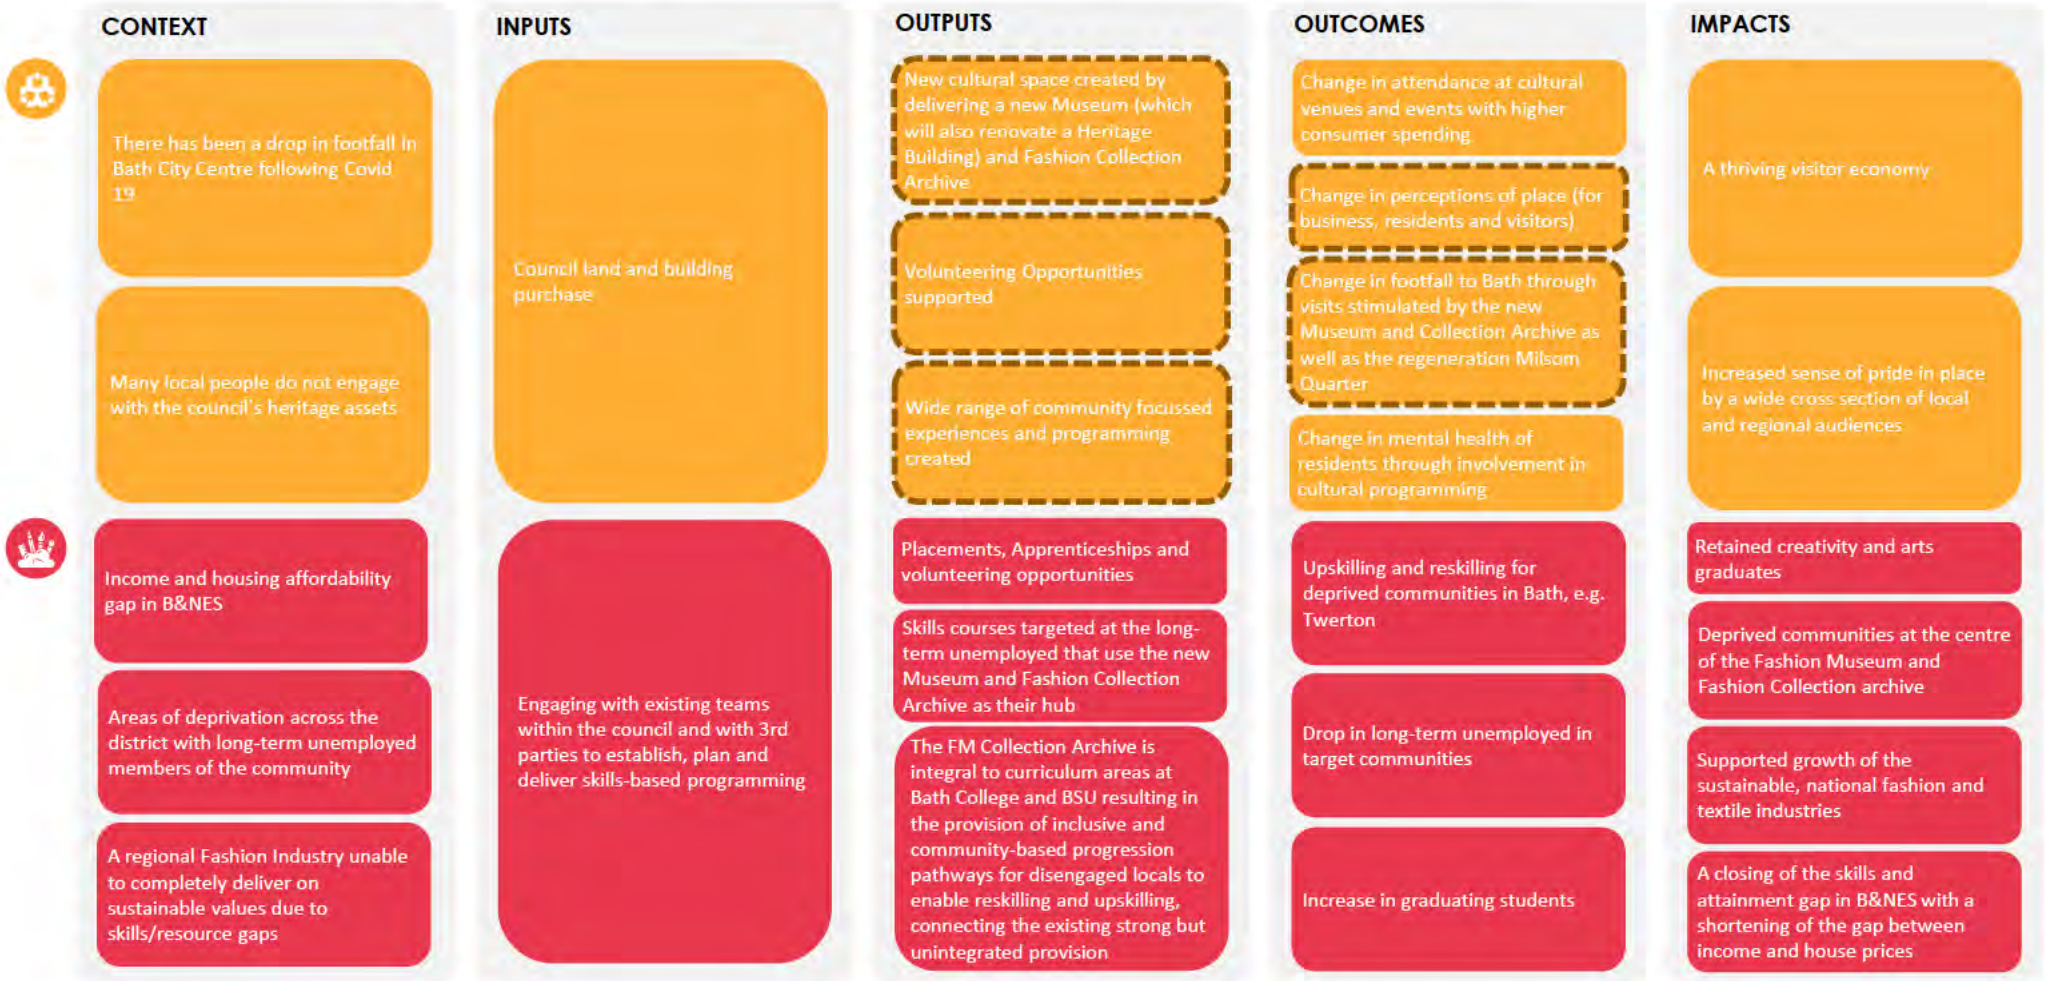 CONTEXT
There has been a drop in footfall in
Bath City Centre following Covid
19
Many local people do not engage
with the council's heritage assets
Income and housing affordability
gap in B&NES
Areas of deprivation across the
district with long-term unemployed
members of the community
A regional Fashion Industry unable
to completely deliver on
sustainable values due to
skills/resource gaps
INPUTS
Council land and building
purchase
Engaging with existing teams
within the council and with 3rd
parties to establish, plan and
deliver skills-based programming
OUTPUTS
New cultural space created by
delivering a new Museum (which
will also renovate a Heritage
Building) and Fashion Collection
Archive
Volunteering Opportunities
supported
Wide range of community focussed
experiences and programming
created
Placements, Apprenticeships and
volunteering opportunities
Skills courses targeted at the long-
term unemployed that use the new
Museum and Fashion Collection
Archive as their hub
The FM Collection Archive is
integral to curriculum areas at
Bath College and BSU resulting in
the provision of inclusive and
community-based progression
pathways for disengaged locals to
enable reskilling and upskilling,
connecting the existing strong but
unintegrated provision
OUTCOMES
Change in attendance at cultural
venues and events with higher
consumer spending
Change in perceptions of place (for
business, residents and visitors)
Change in footfall to Bath through
visits stimulated by the new
Museum and Collection Archive as
well as the regeneration Milsom
Quarter
Change in mental health of
residents through involvement in
cultural programming
Upskilling and reskilling for
deprived communities in Bath, e.g.
Twerton
Drop in long-term unemployed in
target communities
Increase in graduating students
IMPACTS
A thriving visitor economy
Increased sense of pride in place
by a wide cross section of local
and regional audiences
Retained creativity and arts
graduates
Deprived communities at the centre
of the Fashion Museum and
Fashion Collection archive
Supported growth of the
sustainable, national fashion and
textile industries
A closing of the skills and
attainment gap in B&NES with a
shortening of the gap between
income and house prices